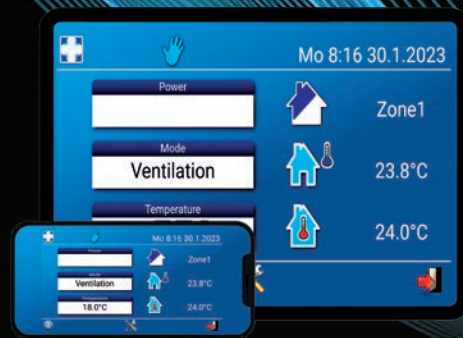 Mo 8:16 30.1.2023
Power
Zone1
Mode
Ventilation
23.8°C
Temperature
24.0°C
Mo 8:16 30.1.2023
Power
Zone1
Mode
Ventilation
23.8°C
Temperature
18.0°C
24.0°C